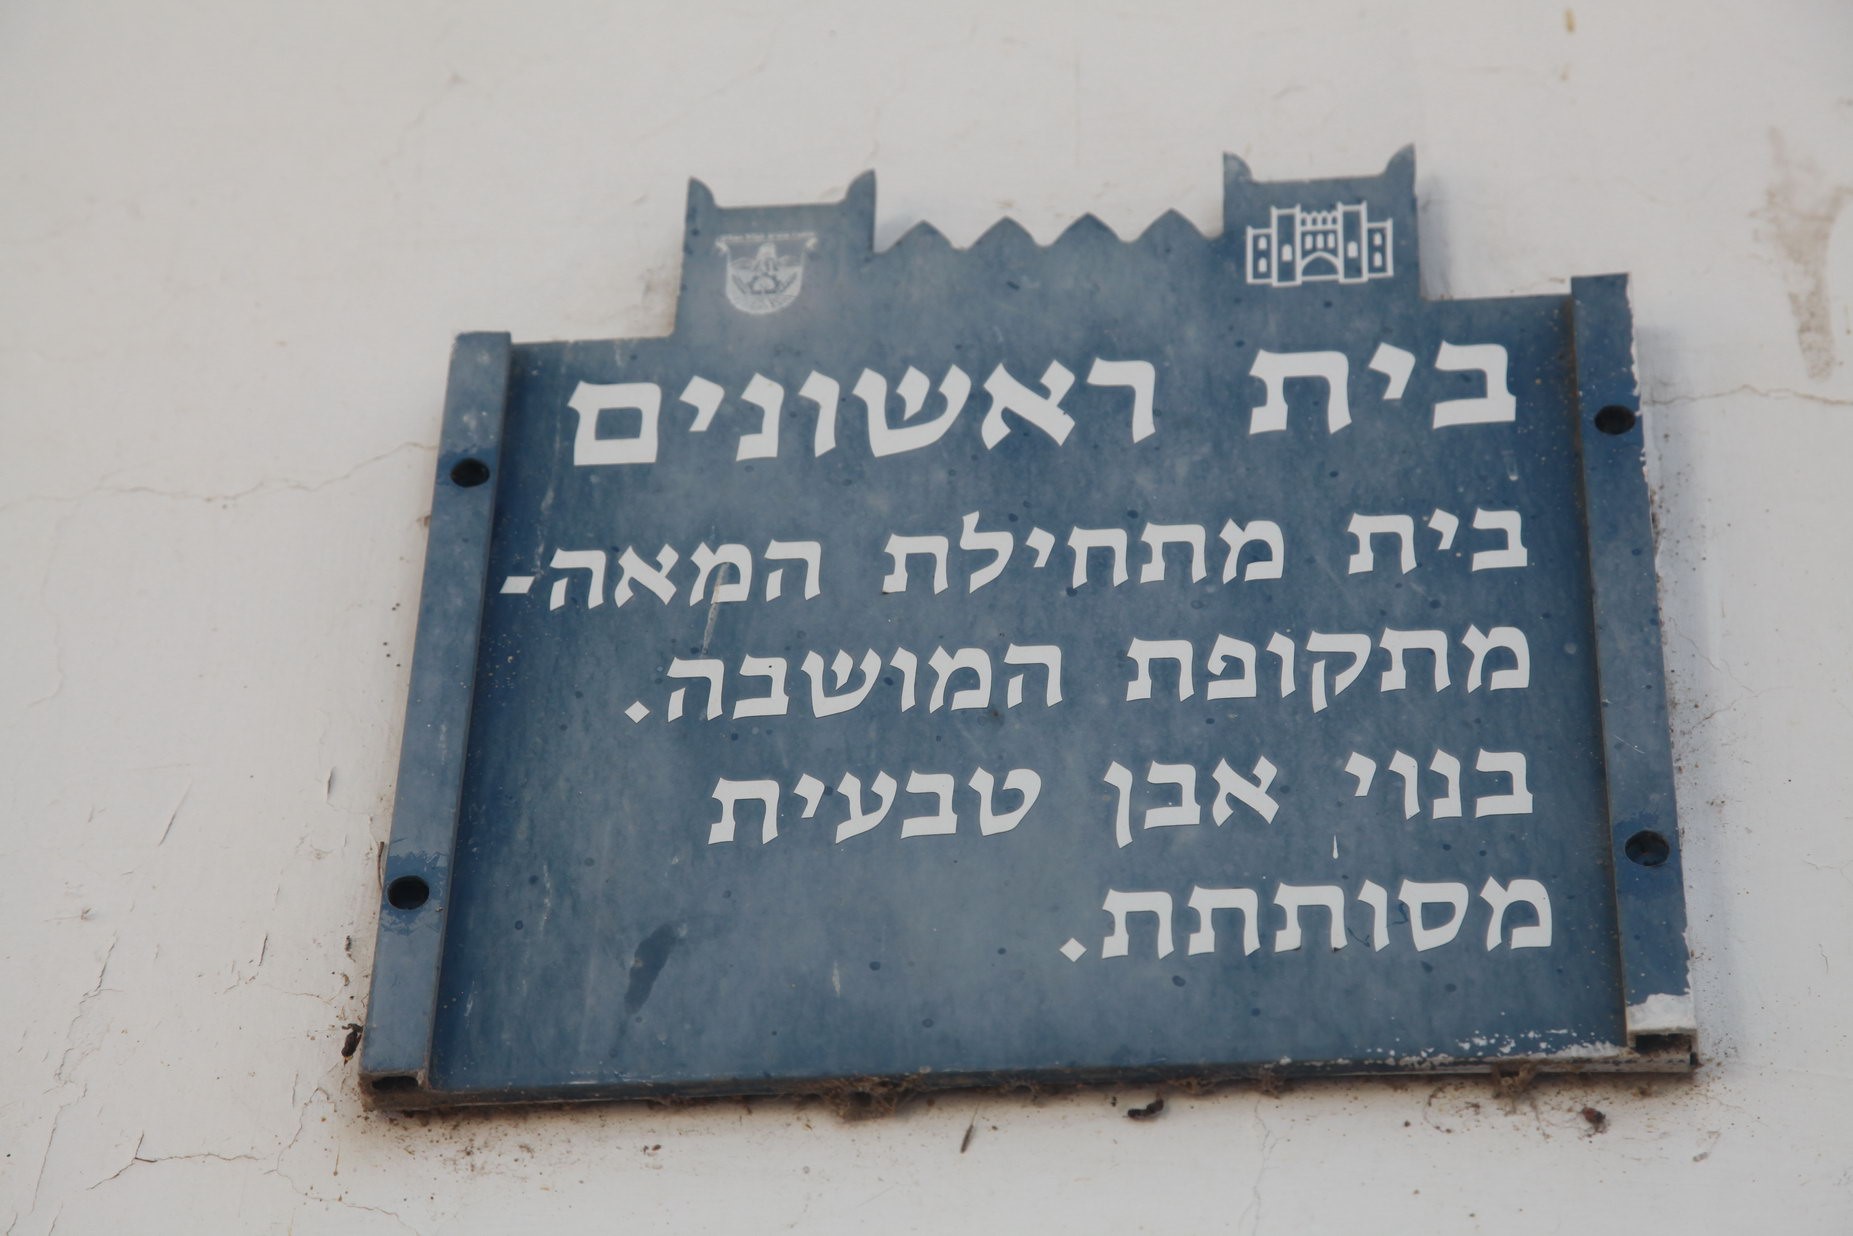 בית ראשונים
בית מתחילת המאה-
מתקופת המושבה.
בנוי אבן טבעית
מסותתת.